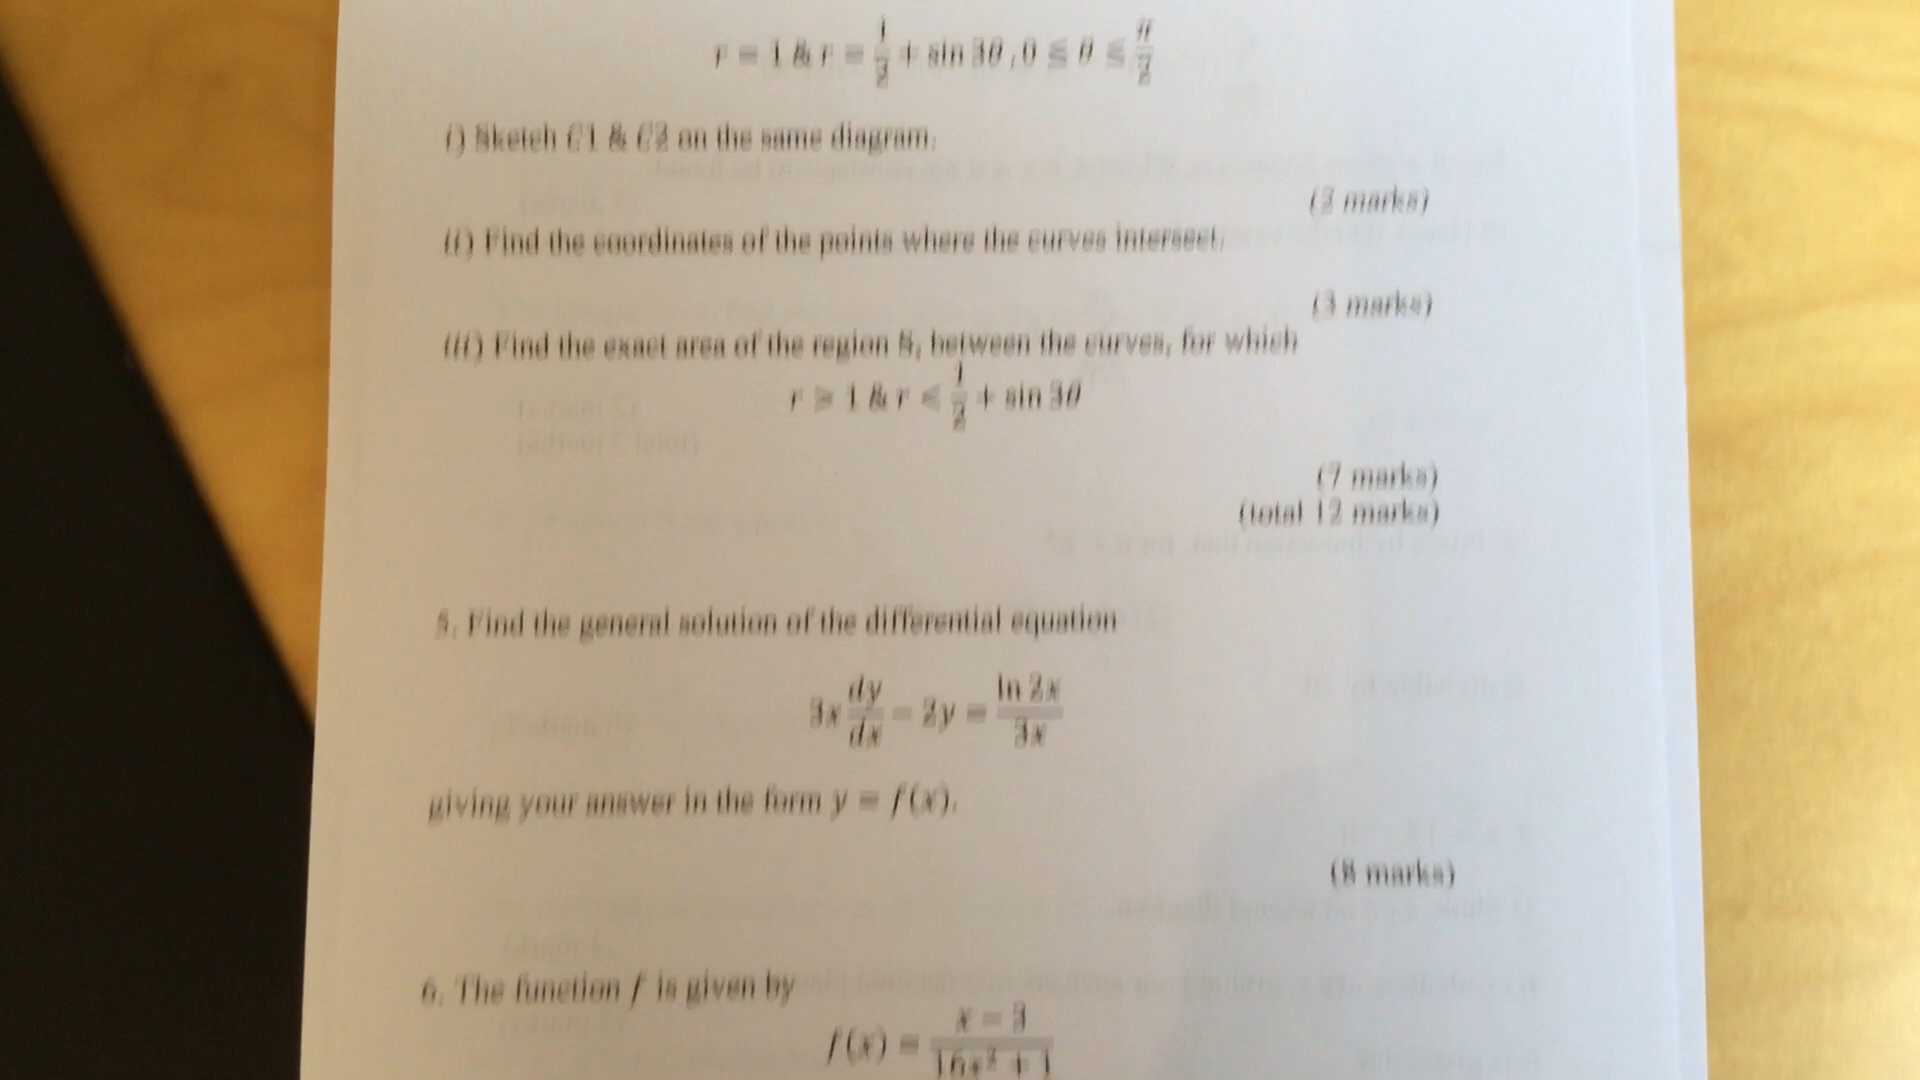 r = 1 & r = 1/2 + sin 3θ, 0 ≤ θ ≤ π/2
i) Sketch C1 & C2 on the same diagram.
(2 marks)
ii) Find the coordinates of the points where the curves intersect.
(3 marks)
iii) Find the exact area of the region S, between the curves, for which
r > 1 & r < 1/2 + sin 3θ
(7 marks)
(total 12 marks)
5. Find the general solution of the differential equation
3x dy/dx − 2y = ln 2x/3x
giving your answer in the form y = f(x).
(8 marks)
6. The function f is given by
f(x) = x − 3/16x² + 1